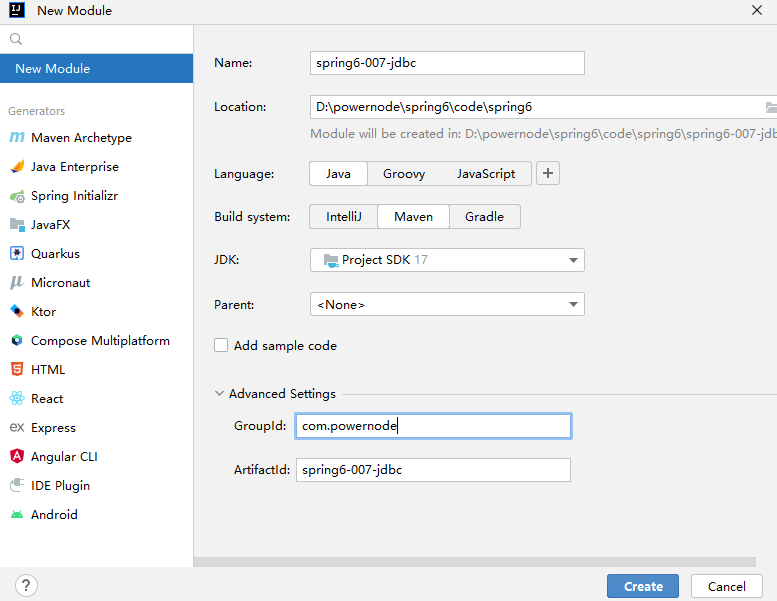 New Module
New Module
Generators
Maven Archetype
Java Enterprise
Spring Initializr
JavaFX
Quarkus
Micronaut
Ktor
Compose Multiplatform
HTML
React
Express
Angular CLI
IDE Plugin
Android
Name: spring6-007-jdbc
Location: D:\powernode\spring6\code\spring6
Module will be created in: D:\powernode\spring6\code\spring6\spring6-007-jdb
Language: Java Groovy JavaScript +
Build system: IntelliJ Maven Gradle
JDK: Project SDK 17
Parent: <None>
Add sample code
Advanced Settings
GroupId: com.powernode
ArtifactId: spring6-007-jdbc
? Create Cancel